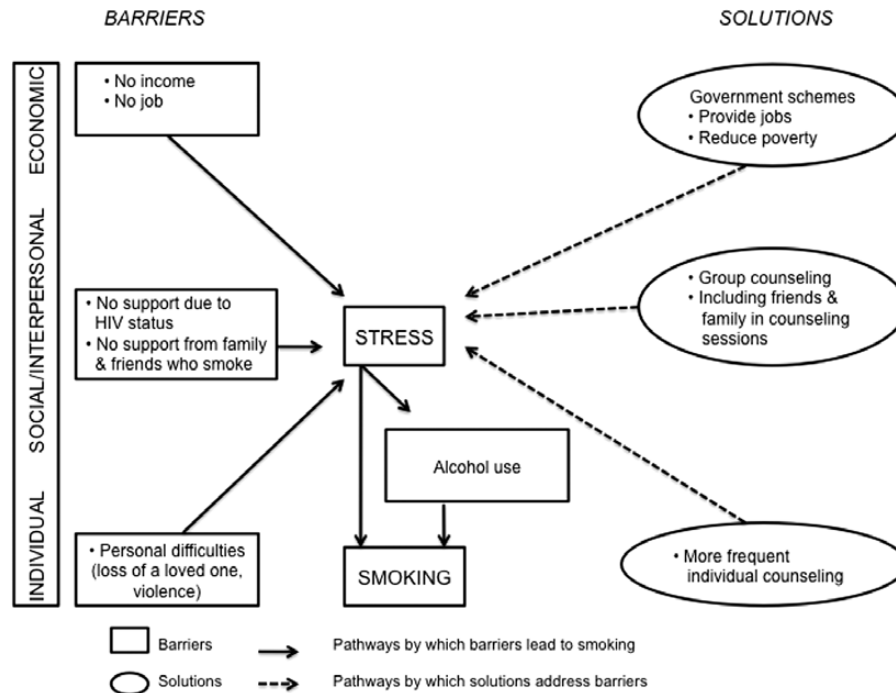 BARRIERS
SOLUTIONS
ECONOMIC
SOCIAL/INTERPERSONAL
INDIVIDUAL
• No income
• No job
• No support due to
HIV status
• No support from family
& friends who smoke
• Personal difficulties
(loss of a loved one,
violence)
STRESS
Alcohol use
SMOKING
Government schemes
• Provide jobs
• Reduce poverty
• Group counseling
• Including friends &
family in counseling
sessions
• More frequent
individual counseling
Barriers
Pathways by which barriers lead to smoking
Solutions
Pathways by which solutions address barriers